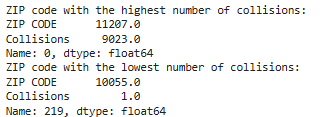 ZIP code with the highest number of collisions:
ZIP CODE      11207.0
Collisions     9023.0
Name: 0, dtype: float64
ZIP code with the lowest number of collisions:
ZIP CODE      10055.0
Collisions        1.0
Name: 219, dtype: float64